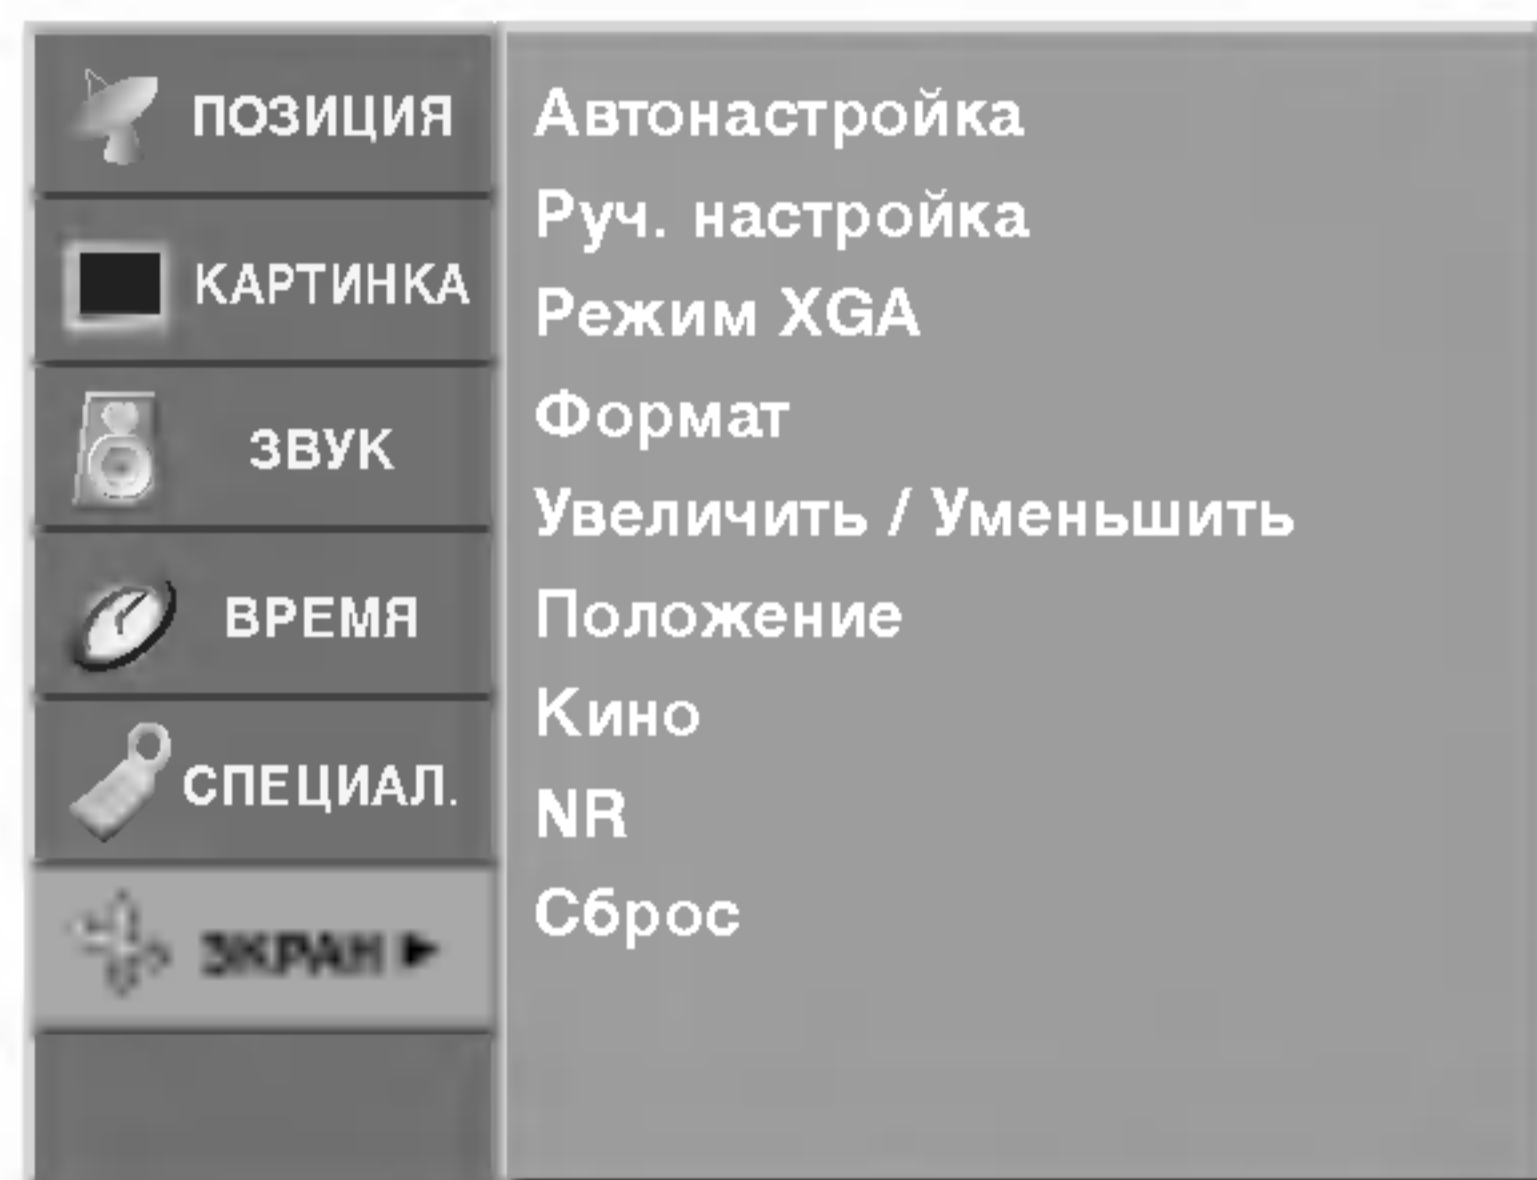 ПОЗИЦИЯ
КАРТИНКА
ЗВУК
ВРЕМЯ
СПЕЦИАЛ.
ЭКРАН
Автонастройка
Руч. настройка
Режим XGA
Формат
Увеличить / Уменьшить
Положение
Кино
NR
Сброс